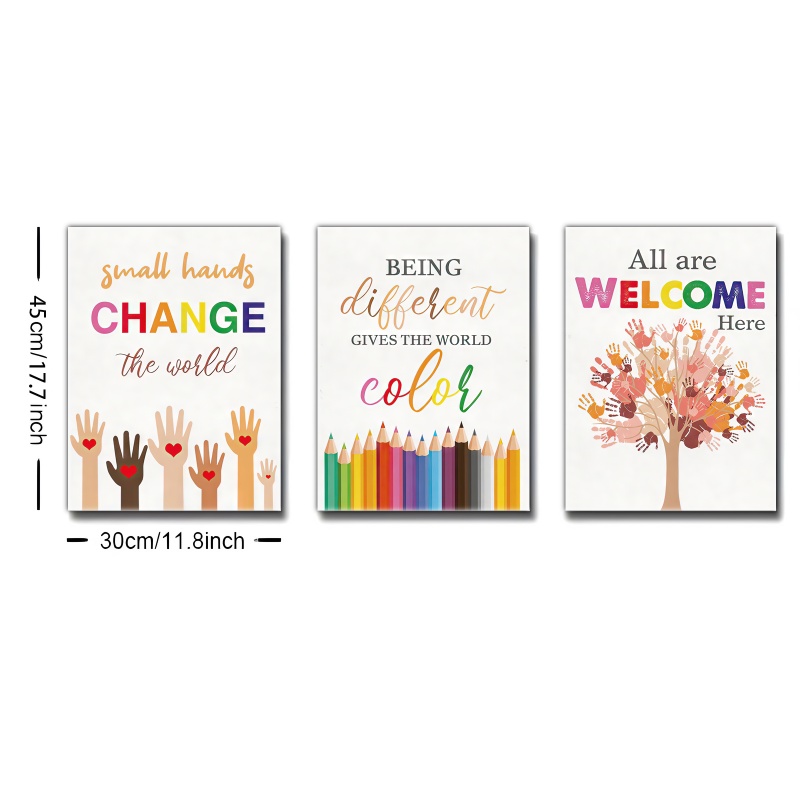 small hands
CHANGE
the world
BEING
different
GIVES THE WORLD
color
All are
WELCOME
Here
45cm/17.7inch
30cm/11.8inch